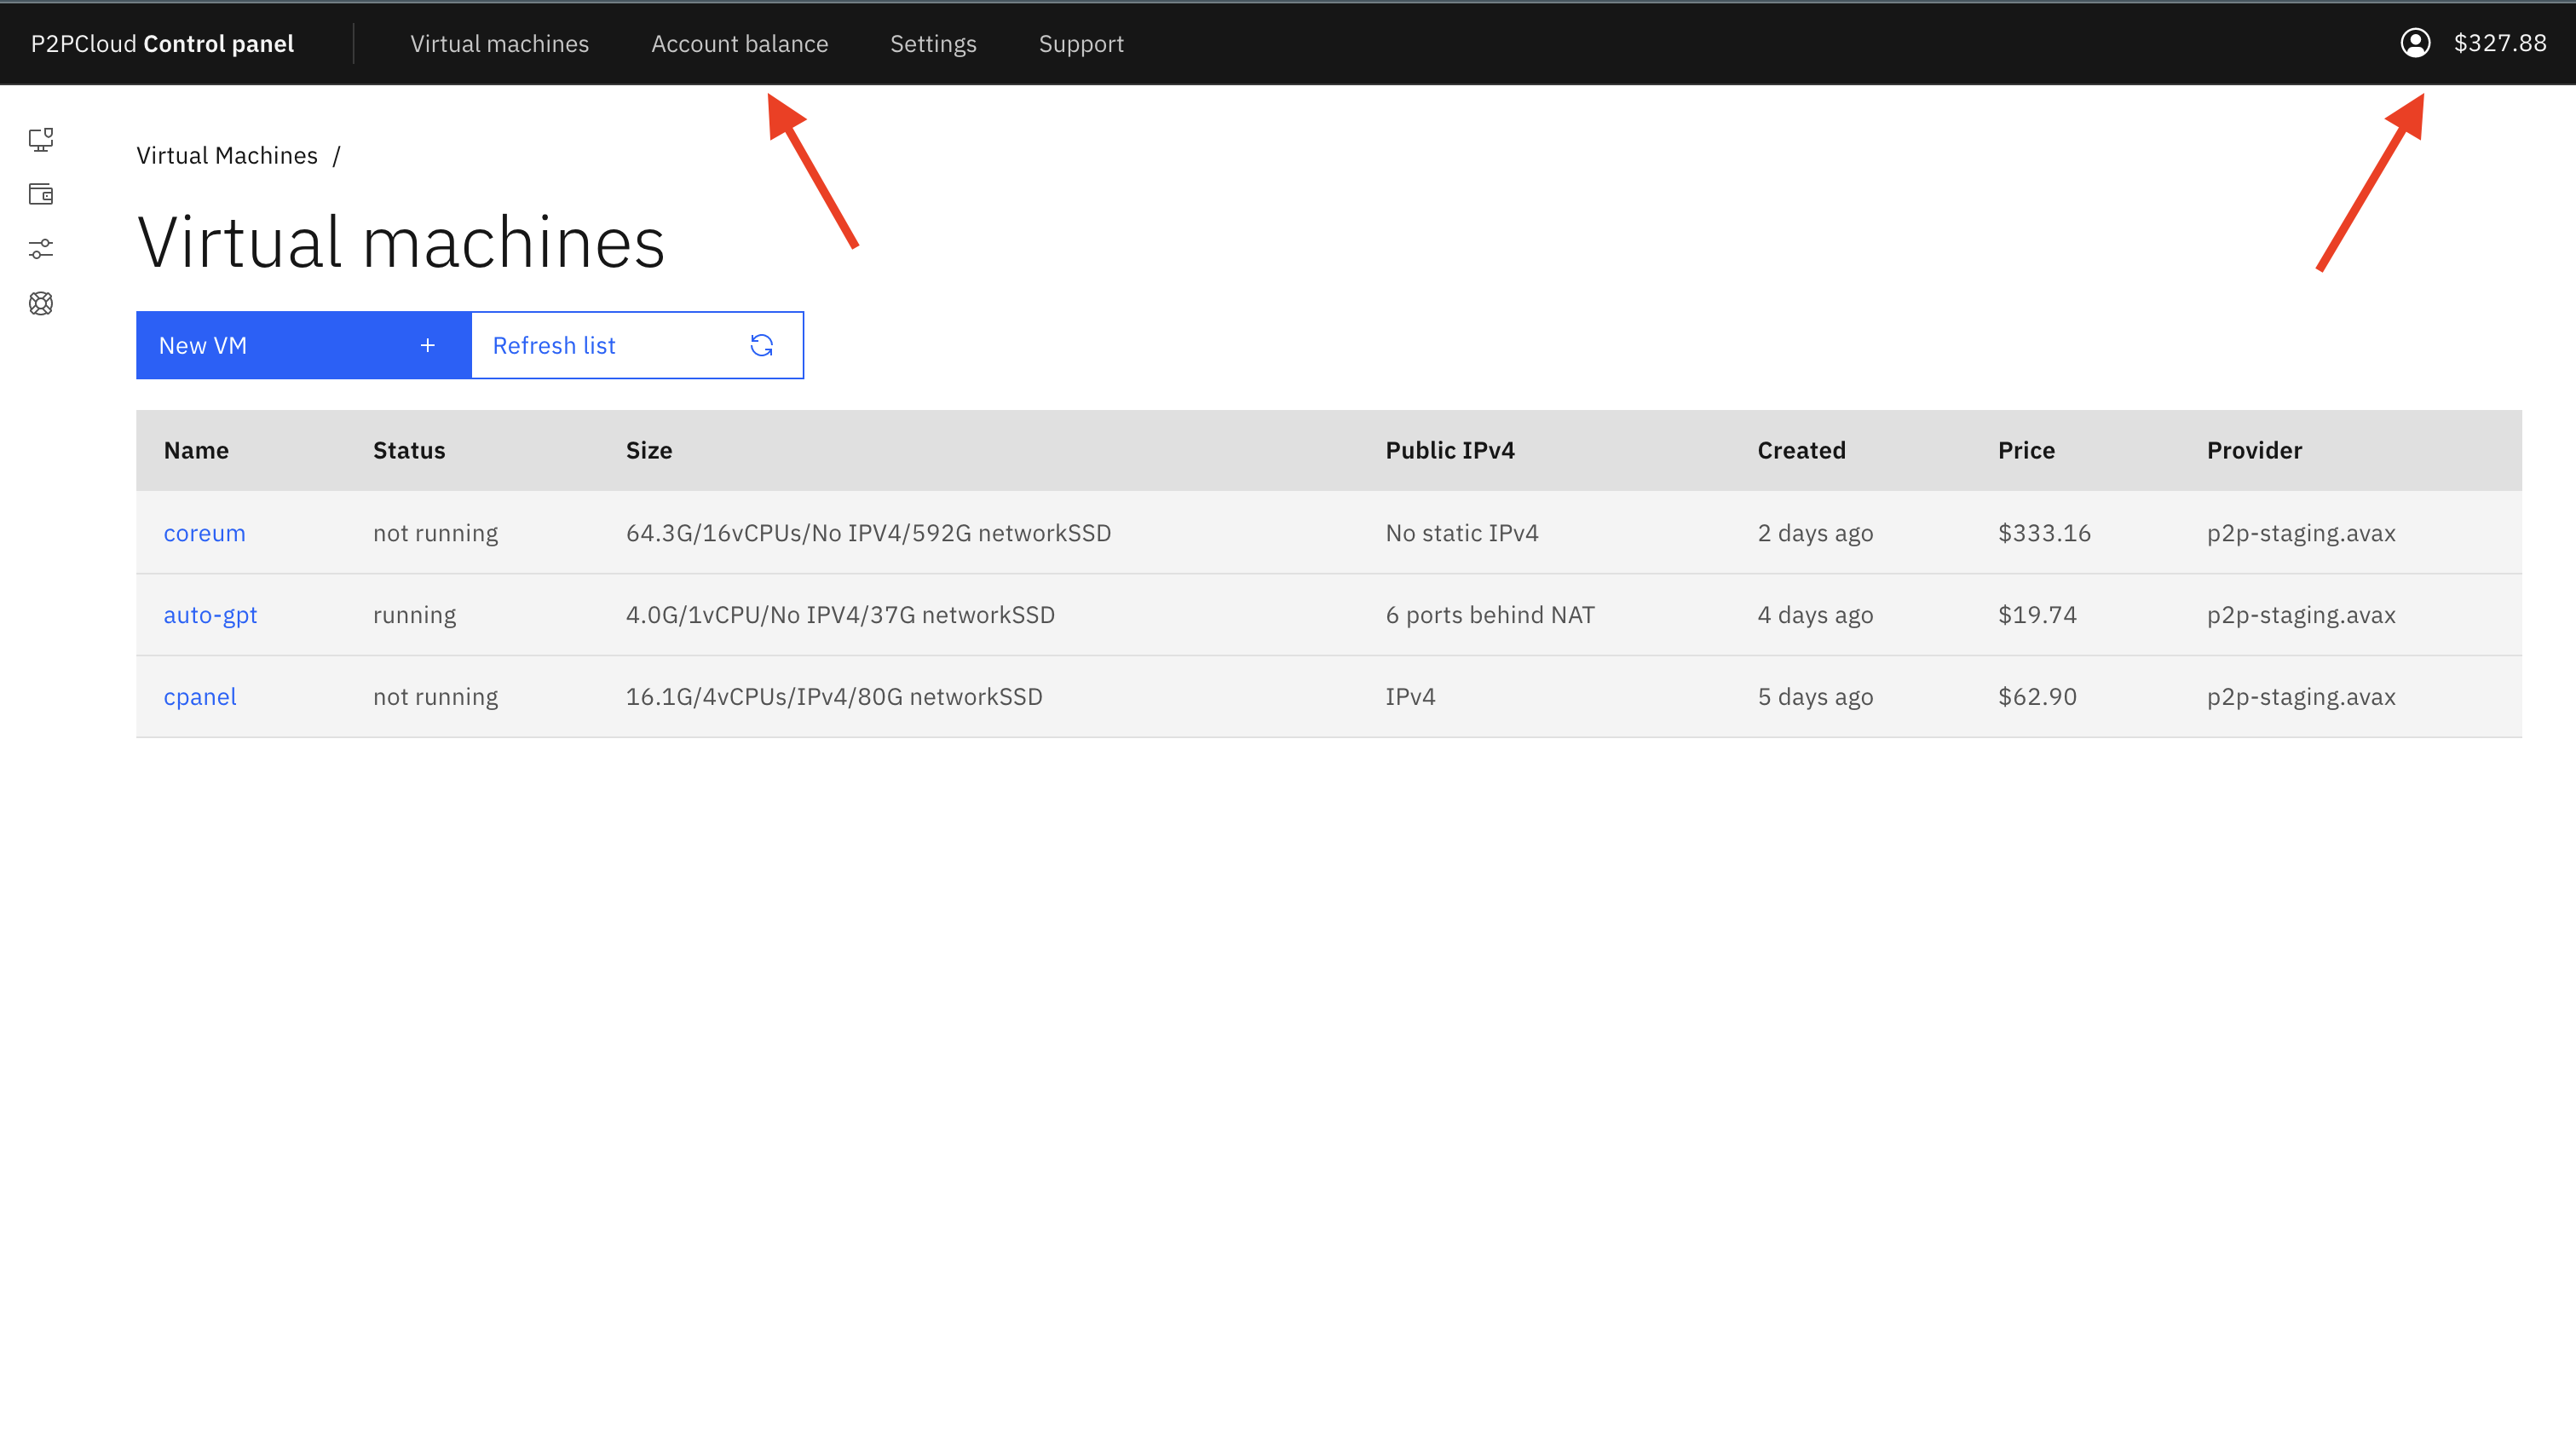 P2PCloud Control panel Virtual machines Account balance Settings Support $327.88
Virtual Machines /
Virtual machines
New VM + Refresh list
Name Status Size Public IPv4 Created Price Provider
coreum not running 64.3G/16vCPUs/No IPV4/592G networkSSD No static IPv4 2 days ago $333.16 p2p-staging.avax
auto-gpt running 4.0G/1vCPU/No IPV4/37G networkSSD 6 ports behind NAT 4 days ago $19.74 p2p-staging.avax
cpanel not running 16.1G/4vCPUs/IPv4/80G networkSSD IPv4 5 days ago $62.90 p2p-staging.avax